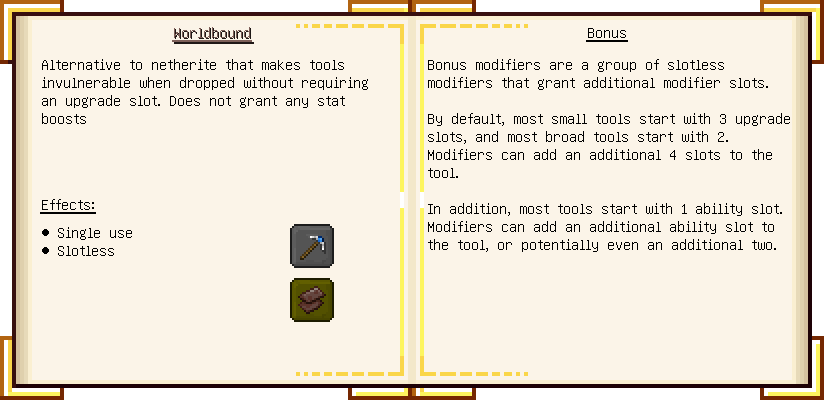 Worldbound
Alternative to netherite that makes tools
invulnerable when dropped without requiring
an upgrade slot. Does not grant any stat
boosts
Effects:
● Single use
● Slotless
Bonus
Bonus modifiers are a group of slotless
modifiers that grant additional modifier slots.
By default, most small tools start with 3 upgrade
slots, and most broad tools start with 2.
Modifiers can add an additional 4 slots to the
tool.
In addition, most tools start with 1 ability slot.
Modifiers can add an additional ability slot to
the tool, or potentially even an additional two.